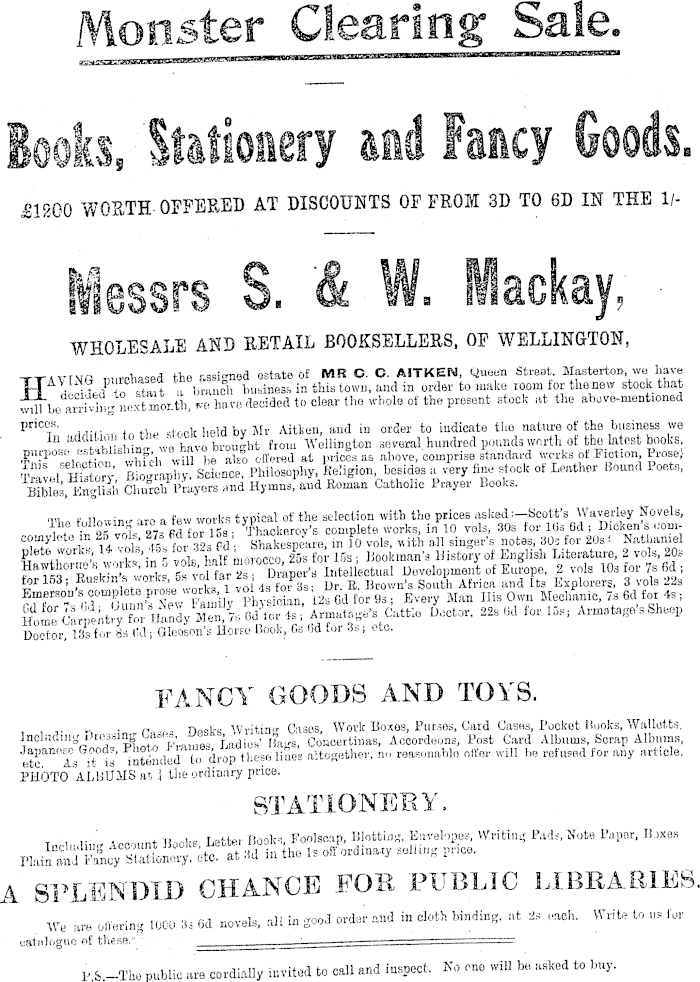 Monster Clearing Sale.
Books, Stationery and Fancy Goods.
£1200 WORTH OFFERED AT DISCOUNTS OF FROM 3D TO 6D IN THE 1/-
Messrs S. & W. Mackay,
WHOLESALE AND RETAIL BOOKSELLERS, OF WELLINGTON,
HAVING purchased the assigned estate of MR C. C. AITKEN, Queen Street, Masterton, we have
decided to start a branch business in this town, and in order to make room for the new stock that
will be arriving next month, we have decided to clear the whole of the present stock at the above-mentioned
prices.
In addition to the stock held by Mr Aitken, and in order to indicate the nature of the business we
purpose establishing, we have brought from Wellington several hundred pounds worth of the latest books.
This selection, which will be also offered at prices as above, comprise standard works of Fiction, Prose,
Travel, History, Biography, Science, Philosophy, Religion, besides a very fine stock of Leather Bound Poets,
Bibles, English Church Prayers and Hymns, and Roman Catholic Prayer Books.
The following are a few works typical of the selection with the prices asked:—Scott's Waverley Novels,
comylete in 25 vols, 27s 6d for 15s; Thackeroy's complete works, in 10 vols, 30s for 16s 6d; Dicken's com-
plete works, 14 vols, 45s for 32s 6d; Shakespeare, in 10 vols, with all singer's notes, 30s for 20s: Nathaniel
Hawthorne's works, in 5 vols, half morocco, 25s for 15s; Bookman's History of English Literature, 2 vols, 20s
for 153; Ruskin's works, 5s vol for 2s; Draper's Intellectual Development of Europe, 2 vols 10s for 7s 6d;
Emerson's complete prose works, 1 vol 4s for 3s; Dr. R. Brown's South Africa and Its Explorers, 3 vols 22s
6d for 7s 6d; Gunn's New Family Physician, 12s 6d for 9s; Every Man His Own Mechanic, 7s 6d for 4s;
Home Carpentry for Handy Men, 7s 6d for 4s; Armatage's Cattle Doctor, 22s 6d for 15s; Armatage's Sheep
Doctor, 13s for 8s 6d; Gleoson's Horse Book, 6s 6d for 3s; etc.
FANCY GOODS AND TOYS.
Including Dressing Cases, Desks, Writing Cases, Work Boxes, Purses, Card Cases, Pocket Books, Walletts,
Japanese Goods, Photo Frames, Ladies' Bags, Concertinas, Accordeons, Post Card Albums, Scrap Albums,
etc. As it is intended to drop these lines altogether, no reasonable offer will be refused for any article.
PHOTO ALBUMS at the ordinary price.
STATIONERY.
Including Account Books, Letter Books, Foolscap, Blotting, Envelopes, Writing Pads, Note Paper, Boxes
Plain and Fancy Stationery, etc. at 3d in the 1s off ordinary selling price.
A SPLENDID CHANCE FOR PUBLIC LIBRARIES.
We are offering 1000 3s 6d novels, all in good order and in cloth binding, at 2s each. Write to us for
catalogue of these.
P.S.—The public are cordially invited to call and inspect. No one will be asked to buy.